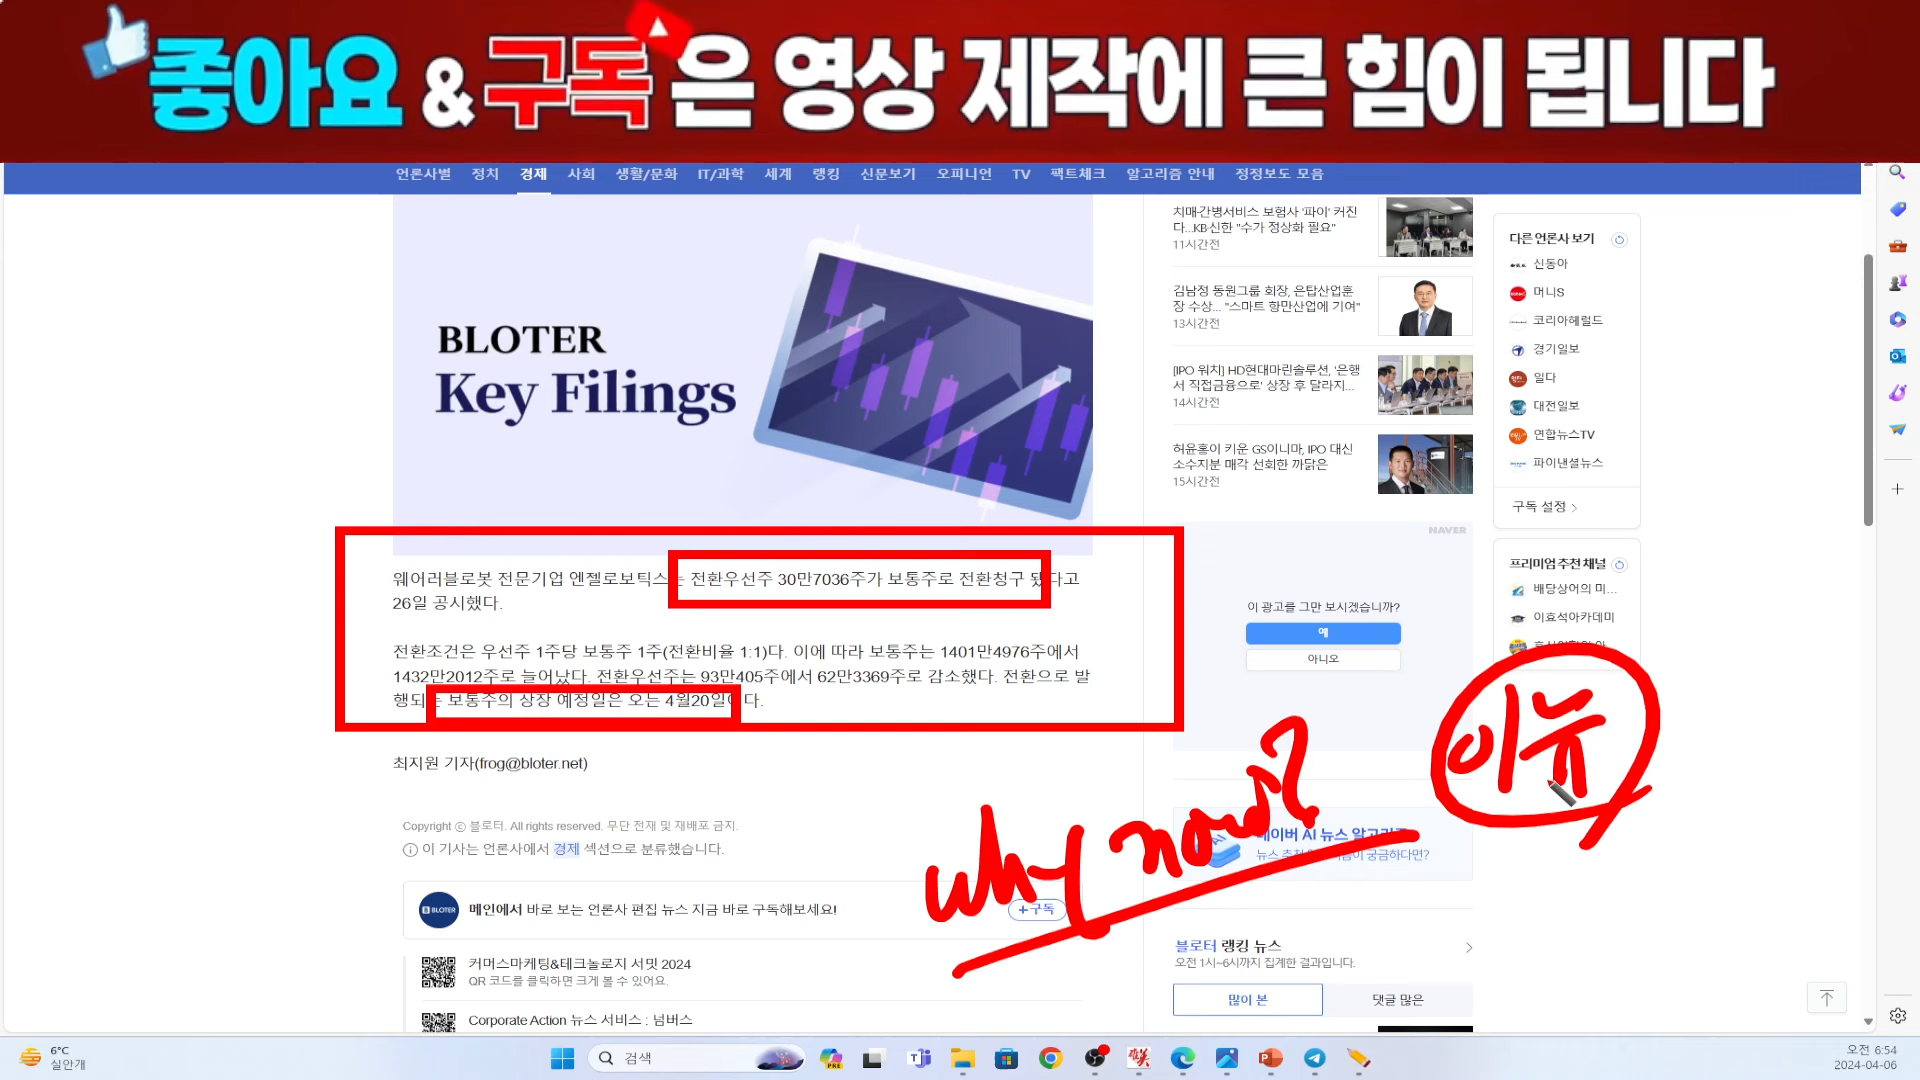 좋아요 & 구독은 영상 제작에 큰 힘이 됩니다
언론사별 정치 경제 사회 생활/문화 IT/과학 세계 랭킹 신문보기 오피니언 TV 팩트체크 알고리즘 안내 정정보도 모음
BLOTER
Key Filings
웨어러블로봇 전문기업 엔젤로보틱스는 전환우선주 30만7036주가 보통주로 전환청구 됐다고
26일 공시했다.
전환조건은 우선주 1주당 보통주 1주(전환비율 1:1)다. 이에 따라 보통주는 1401만4976주에서
1432만2012주로 늘어났다. 전환우선주는 93만405주에서 62만3369주로 감소했다. 전환으로 발
행되는 보통주의 상장 예정일은 오는 4월20일이다.
최지원 기자(frog@bloter.net)
Copyright ⓒ 블로터. All rights reserved. 무단 전재 및 재배포 금지.
이 기사는 언론사에서 경제 섹션으로 분류했습니다.
BLOTER
메인에서 바로 보는 언론사 편집 뉴스 지금 바로 구독해보세요!
+구독
커머스마케팅&테크놀로지 서밋 2024
QR 코드를 클릭하면 크게 볼 수 있어요.
Corporate Action 뉴스 서비스 : 넘버스
치매·간병서비스 보험사 '파이' 커진
다...KB·신한 "수가 정상화 필요"
11시간전
김남정 동원그룹 회장, 은탑산업훈
장 수상... "스마트 항만산업에 기여"
13시간전
[IPO 워치] HD현대마린솔루션, '은행
서 직접금융으로' 상장 후 달라지...
14시간전
허윤홍이 키운 GS이니마, IPO 대신
소수지분 매각 선회한 까닭은
15시간전
NAVER
이 광고를 그만 보시겠습니까?
예
아니오
why now?
이뉴
네이버 AI 뉴스 알고리즘
뉴스 추천 알고리즘이 궁금하다면?
블로터 랭킹 뉴스
오전 1시~6시까지 집계한 결과입니다.
많이 본
댓글 많은
다른 언론사 보기
신동아
머니S
코리아헤럴드
경기일보
일다
대전일보
연합뉴스TV
파이낸셜뉴스
구독 설정
프리미엄 추천 채널
배당상어의 미...
이효석아카데미
6°C
실안개
검색
오전 6:54
2024-04-06